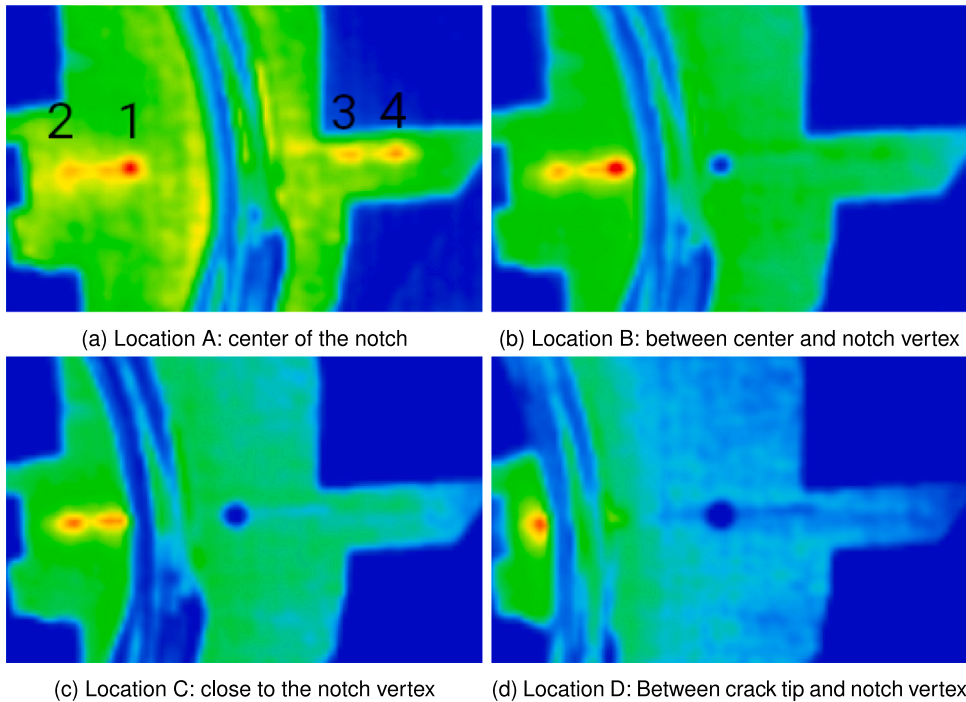 2 1 3 4
(a) Location A: center of the notch
(b) Location B: between center and notch vertex
(c) Location C: close to the notch vertex
(d) Location D: Between crack tip and notch vertex